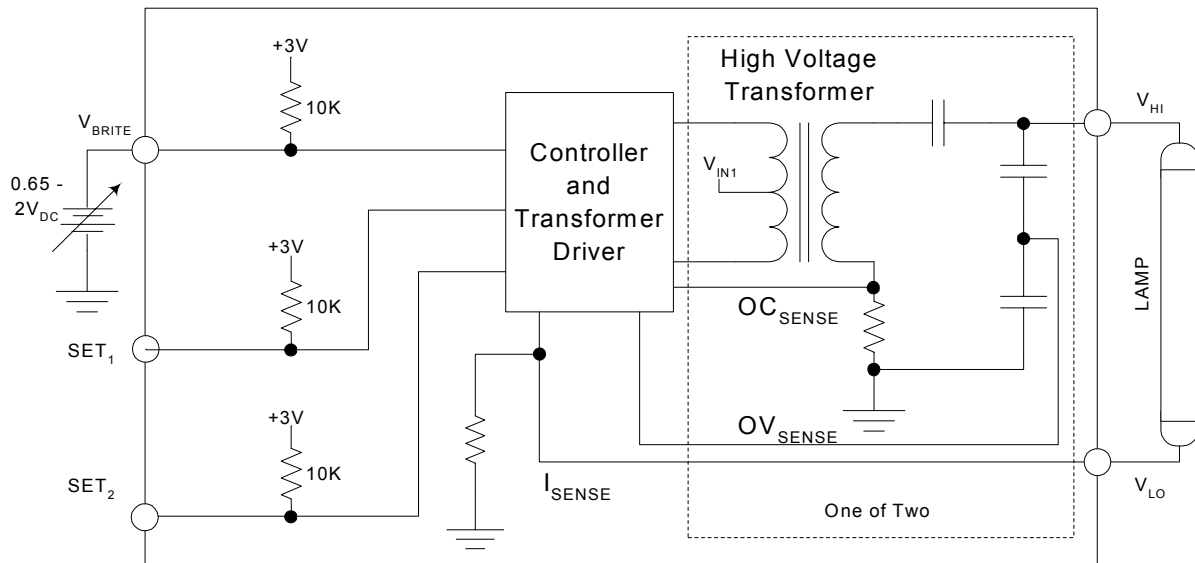 +3V
10K
V_BRITE
0.65 -
2V_DC
+3V
10K
SET_1
+3V
10K
SET_2
Controller
and
Transformer
Driver
High Voltage
Transformer
V_IN1
OC_SENSE
OV_SENSE
I_SENSE
One of Two
V_HI
LAMP
V_LO